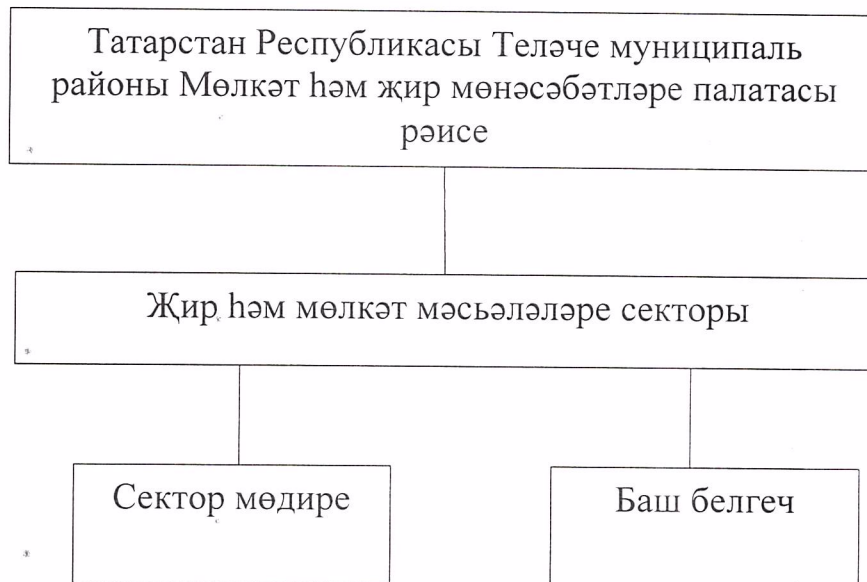 Татарстан Республикасы Теләче муниципаль
районы Мөлкәт һәм җир мөнәсәбәтләре палатасы
рәисе
Җир һәм мөлкәт мәсьәләләре секторы
Сектор мөдире
Баш белгеч